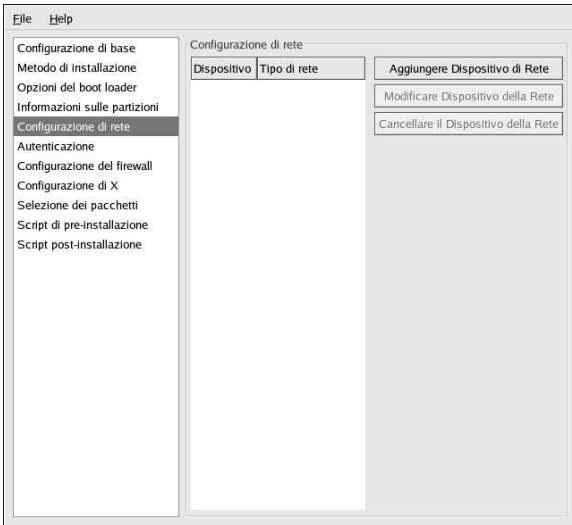 File Help
Configurazione di base
Metodo di installazione
Opzioni del boot loader
Informazioni sulle partizioni
Configurazione di rete
Autenticazione
Configurazione del firewall
Configurazione di X
Selezione dei pacchetti
Script di pre-installazione
Script post-installazione
Configurazione di rete
Dispositivo Tipo di rete
Aggiungere Dispositivo di Rete
Modificare Dispositivo della Rete
Cancellare il Dispositivo della Rete